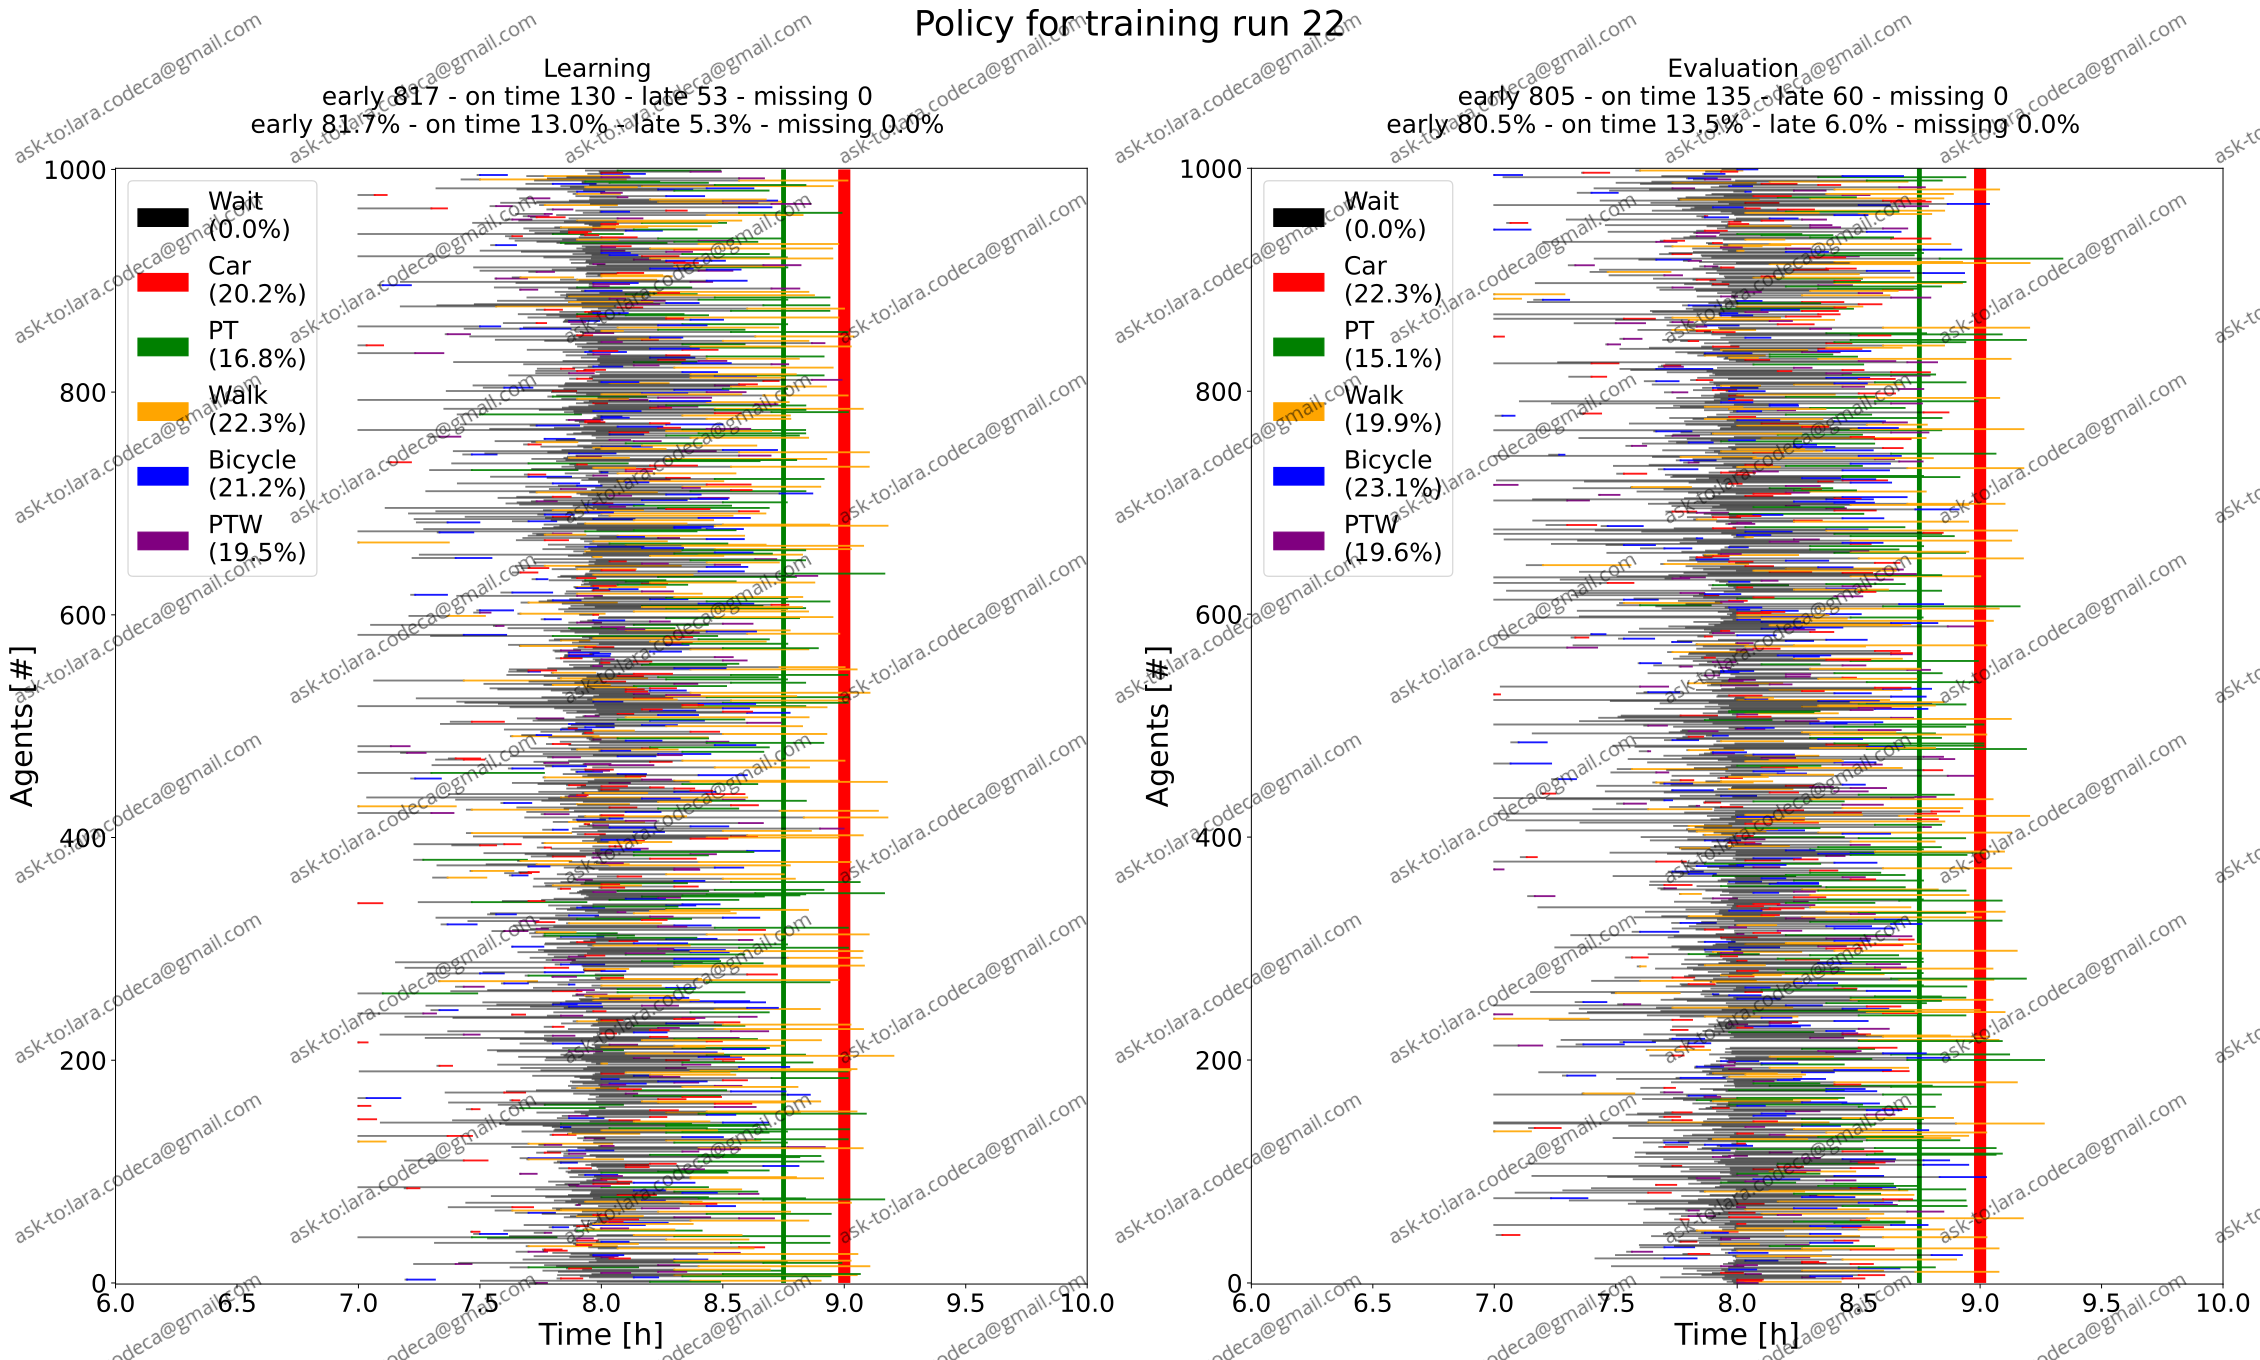 Policy for training run 22
Learning
early 817 - on time 130 - late 53 - missing 0
early 81.7% - on time 13.0% - late 5.3% - missing 0.0%
1000
800
600
400
200
0
Agents [#]
Wait
(0.0%)
Car
(20.2%)
PT
(16.8%)
Walk
(22.3%)
Bicycle
(21.2%)
PTW
(19.5%)
6.0 6.5 7.0 7.5 8.0 8.5 9.0 9.5 10.0
Time [h]
Evaluation
early 805 - on time 135 - late 60 - missing 0
early 80.5% - on time 13.5% - late 6.0% - missing 0.0%
1000
800
600
400
200
0
Agents [#]
Wait
(0.0%)
Car
(22.3%)
PT
(15.1%)
Walk
(19.9%)
Bicycle
(23.1%)
PTW
(19.6%)
6.0 6.5 7.0 7.5 8.0 8.5 9.0 9.5 10.0
Time [h]
ask-to:lara.codeca@gmail.com